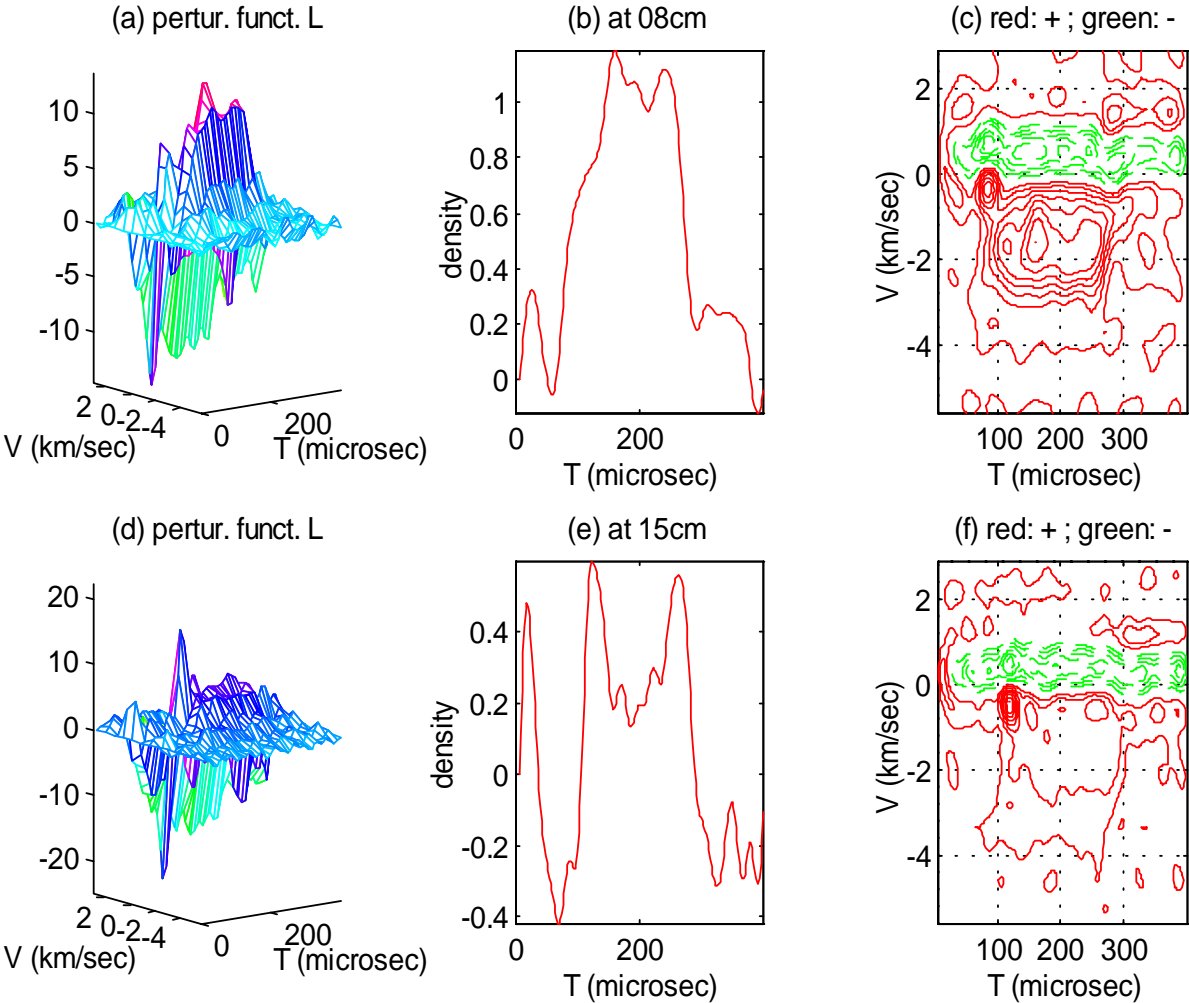 (a) pertur. funct. L
10
5
0
-5
-10
2 0-2-4
0
200
V (km/sec)
T (microsec)
(b) at 08cm
density
1
0.8
0.6
0.4
0.2
0
0
200
T (microsec)
(c) red: + ; green: -
V (km/sec)
2
0
-2
-4
100 200 300
T (microsec)
(d) pertur. funct. L
20
10
0
-10
-20
2 0-2-4
0
200
V (km/sec)
T (microsec)
(e) at 15cm
density
0.4
0.2
0
-0.2
-0.4
0
200
T (microsec)
(f) red: + ; green: -
V (km/sec)
2
0
-2
-4
100 200 300
T (microsec)